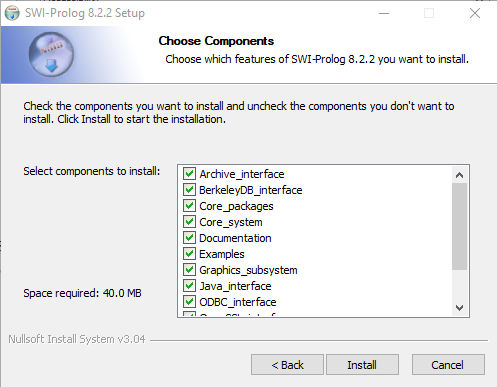 SWI-Prolog 8.2.2 Setup
Choose Components
Choose which features of SWI-Prolog 8.2.2 you want to install.
Check the components you want to install and uncheck the components you don't want to
install. Click Install to start the installation.
Select components to install:
Archive_interface
BerkeleyDB_interface
Core_packages
Core_system
Documentation
Examples
Graphics_subsystem
Java_interface
ODBC_interface
Space required: 40.0 MB
Nullsoft Install System v3.04
< Back
Install
Cancel